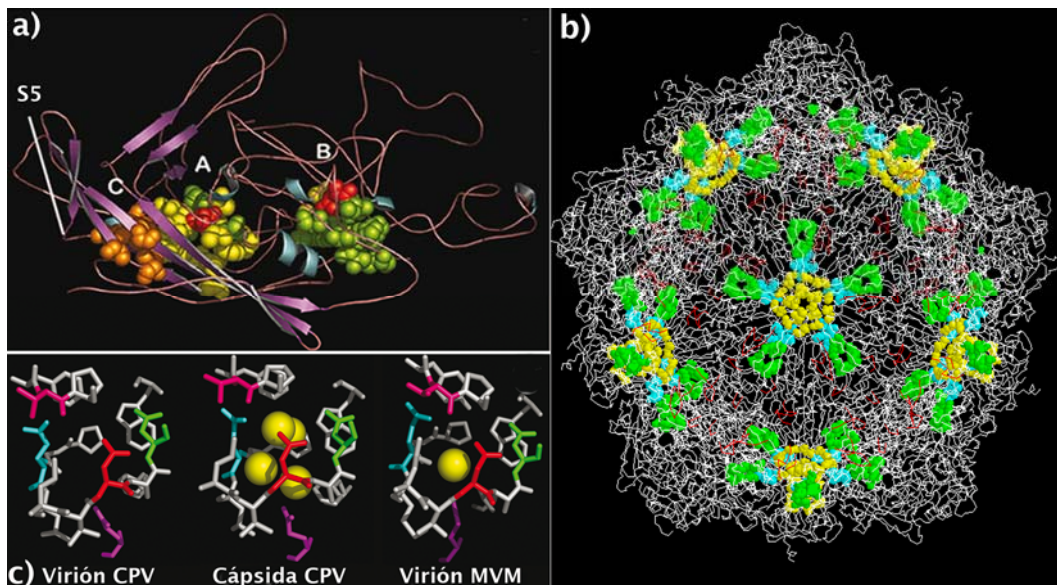 a)
S5
A
B
C
b)
c) Virión CPV
Cápsida CPV
Virión MVM